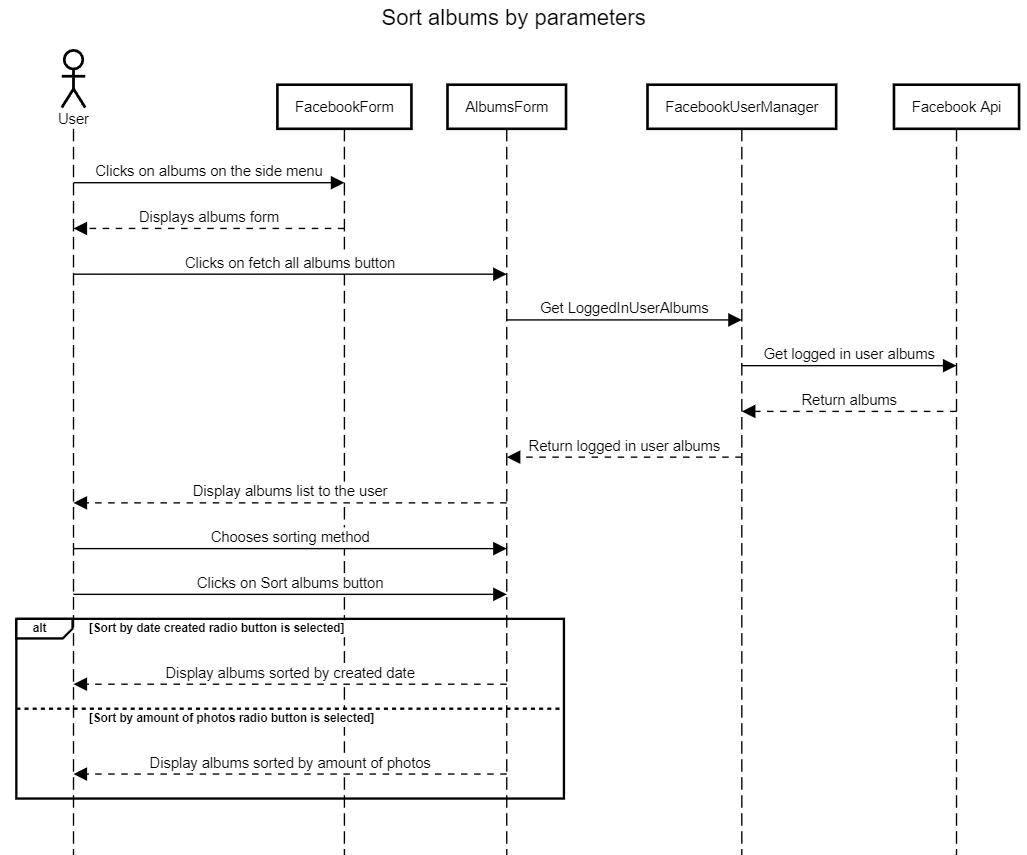 Sort albums by parameters
User
FacebookForm
AlbumsForm
FacebookUserManager
Facebook Api
Clicks on albums on the side menu
Displays albums form
Clicks on fetch all albums button
Get LoggedInUserAlbums
Get logged in user albums
Return albums
Return logged in user albums
Display albums list to the user
Chooses sorting method
Clicks on Sort albums button
alt
[Sort by date created radio button is selected]
Display albums sorted by created date
[Sort by amount of photos radio button is selected]
Display albums sorted by amount of photos